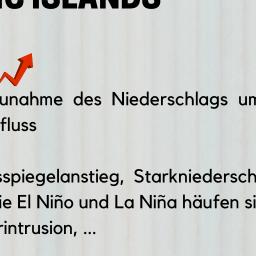 ISLANDS
unahme des Niederschlags um
fluss
sspiegelanstieg, Starkniedersch
ie El Niño und La Niña häufen si
rintrusion, ...